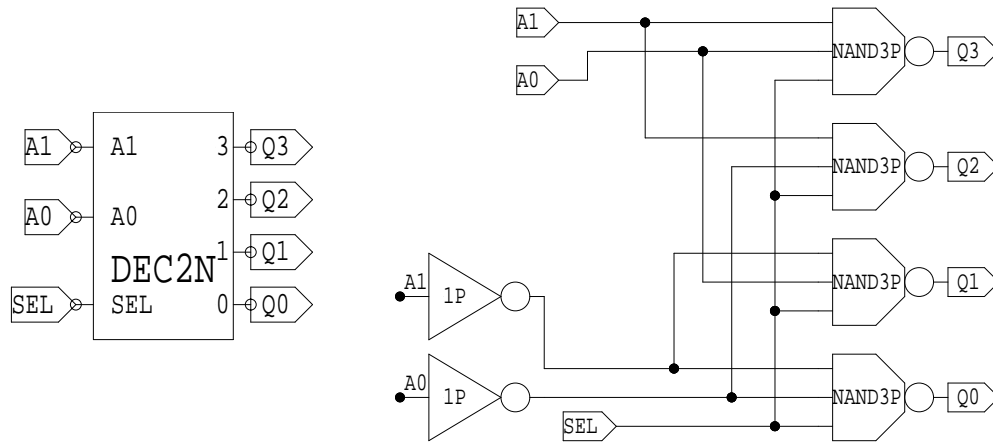 A1 A1 3 Q3
2 Q2
A0 A0
1 Q1
DEC2N
SEL SEL 0 Q0
A1
NAND3P Q3
A0
NAND3P Q2
A1 1P
NAND3P Q1
A0 1P
NAND3P Q0
SEL